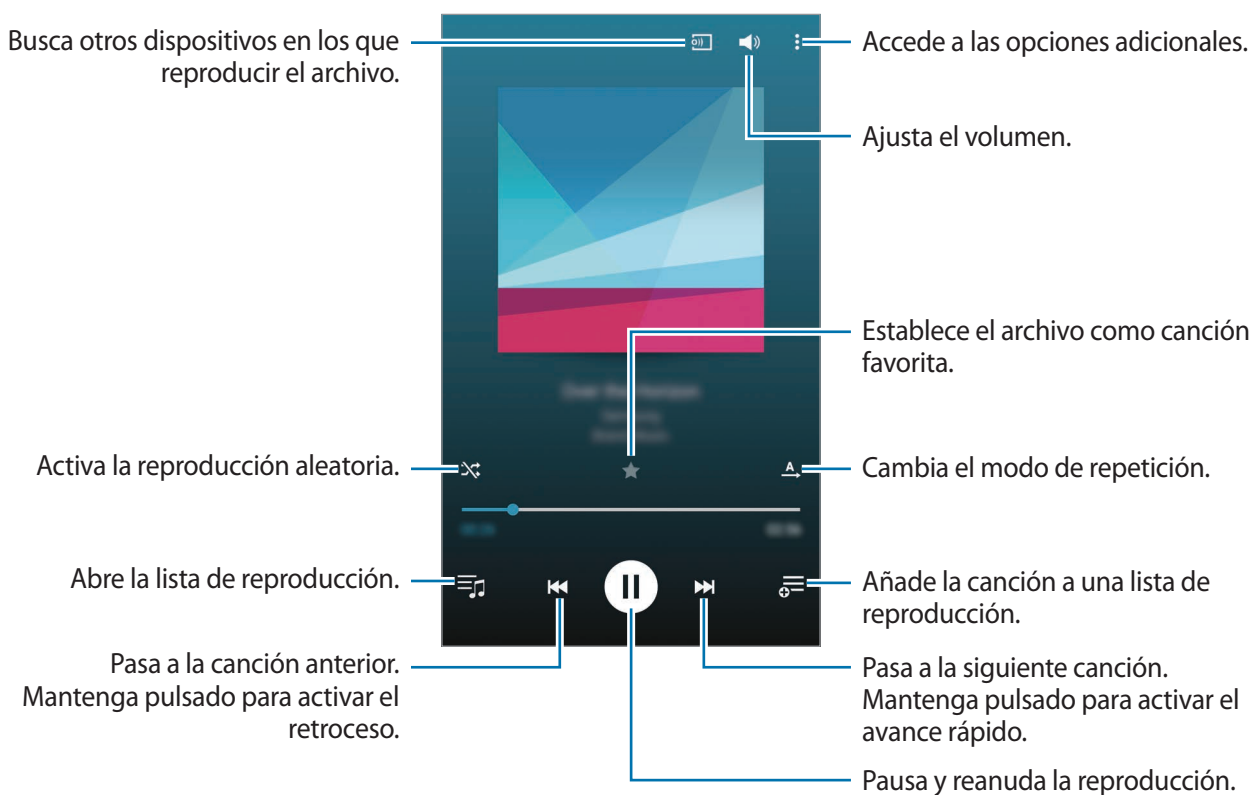 Busca otros dispositivos en los que
reproducir el archivo.
Accede a las opciones adicionales.
Ajusta el volumen.
Establece el archivo como canción
favorita.
Activa la reproducción aleatoria.
A
Cambia el modo de repetición.
Abre la lista de reproducción.
Añade la canción a una lista de
reproducción.
Pasa a la canción anterior.
Mantenga pulsado para activar el
retroceso.
Pasa a la siguiente canción.
Mantenga pulsado para activar el
avance rápido.
Pausa y reanuda la reproducción.